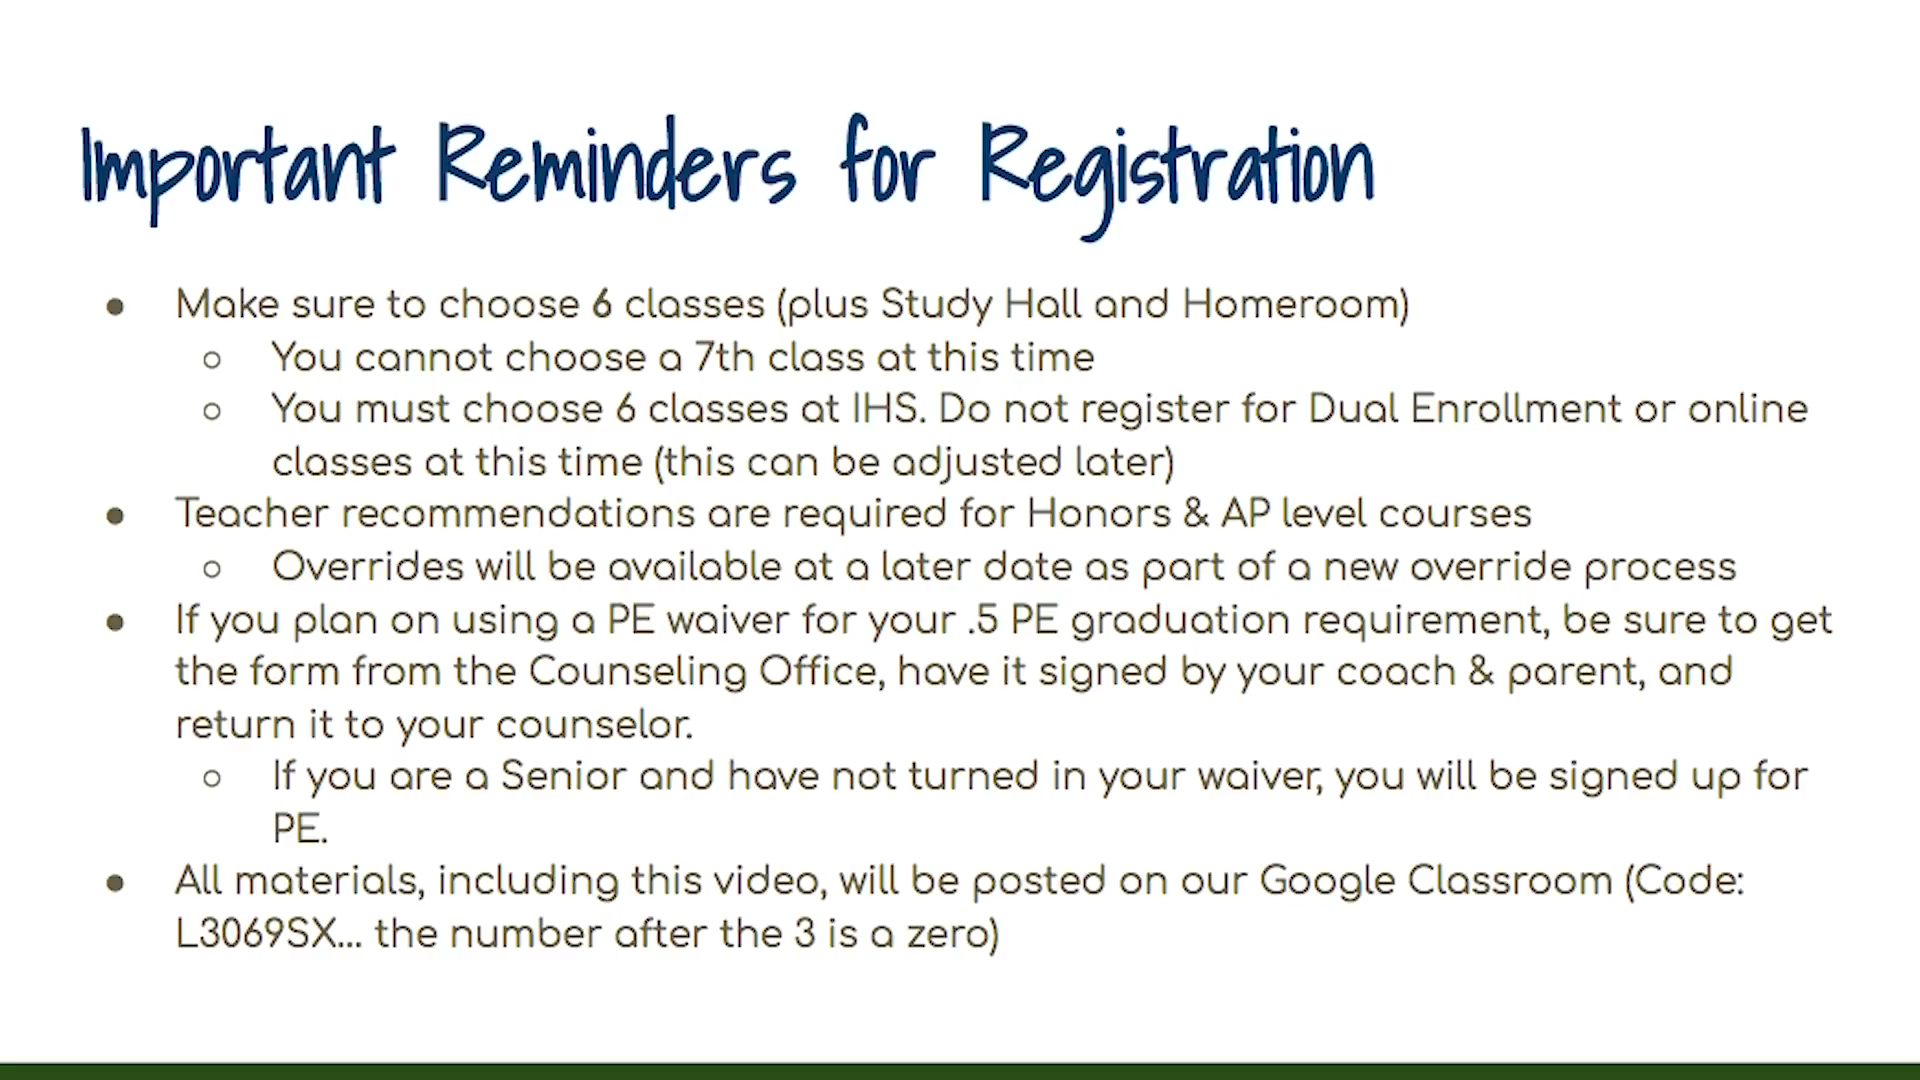 Important Reminders for Registration
● Make sure to choose 6 classes (plus Study Hall and Homeroom)
○ You cannot choose a 7th class at this time
○ You must choose 6 classes at IHS. Do not register for Dual Enrollment or online
classes at this time (this can be adjusted later)
● Teacher recommendations are required for Honors & AP level courses
○ Overrides will be available at a later date as part of a new override process
● If you plan on using a PE waiver for your .5 PE graduation requirement, be sure to get
the form from the Counseling Office, have it signed by your coach & parent, and
return it to your counselor.
○ If you are a Senior and have not turned in your waiver, you will be signed up for
PE.
● All materials, including this video, will be posted on our Google Classroom (Code:
L3069SX... the number after the 3 is a zero)